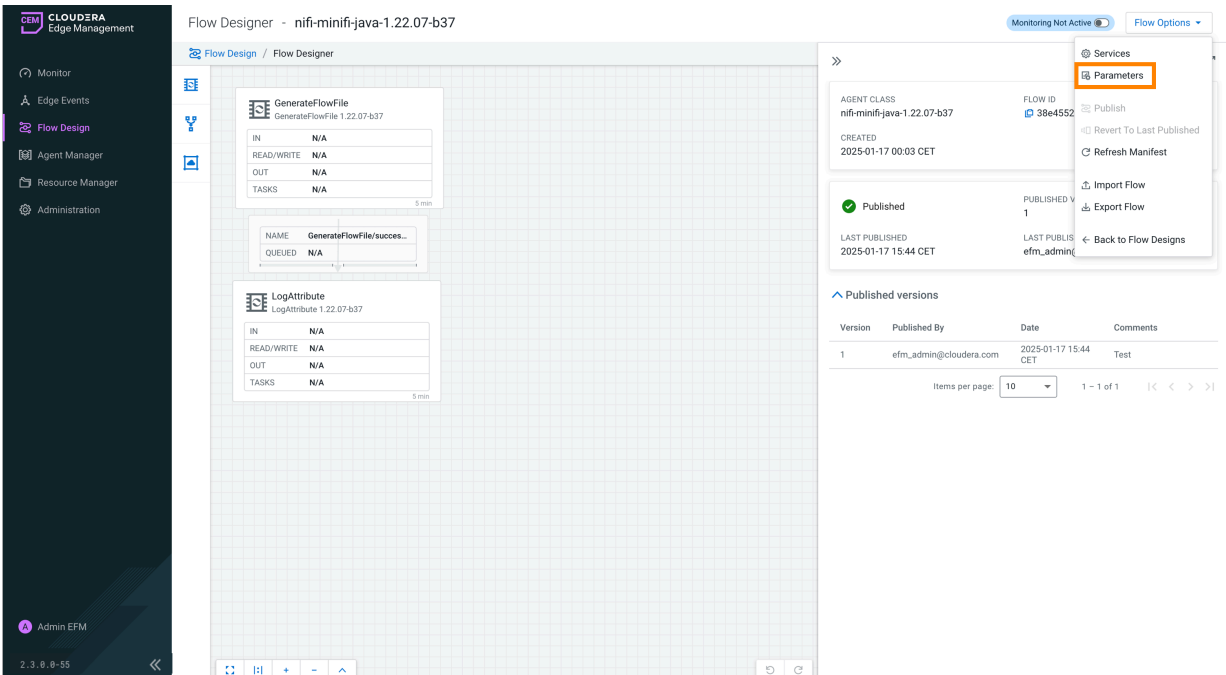 CEM CLOUDERA
Edge Management
Flow Designer - nifi-minifi-java-1.22.07-b37
Monitoring Not Active
Flow Options
Flow Design / Flow Designer
Monitor
Edge Events
Flow Design
Agent Manager
Resource Manager
Administration
GenerateFlowFile
GenerateFlowFile 1.22.07-b37
IN N/A
READ/WRITE N/A
OUT N/A
TASKS N/A
5 min
NAME GenerateFlowFile/succes...
QUEUED N/A
LogAttribute
LogAttribute 1.22.07-b37
IN N/A
READ/WRITE N/A
OUT N/A
TASKS N/A
5 min
AGENT CLASS
nifi-minifi-java-1.22.07-b37
FLOW ID
38e4552
CREATED
2025-01-17 00:03 CET
Published
PUBLISHED V
1
LAST PUBLISHED
2025-01-17 15:44 CET
LAST PUBLIS
efm_admin@
Services
Parameters
Publish
Revert To Last Published
Refresh Manifest
Import Flow
Export Flow
Back to Flow Designs
Published versions
Version Published By Date Comments
1 efm_admin@cloudera.com 2025-01-17 15:44 CET Test
Items per page: 10 1 – 1 of 1
A Admin EFM
2.3.0.0-55